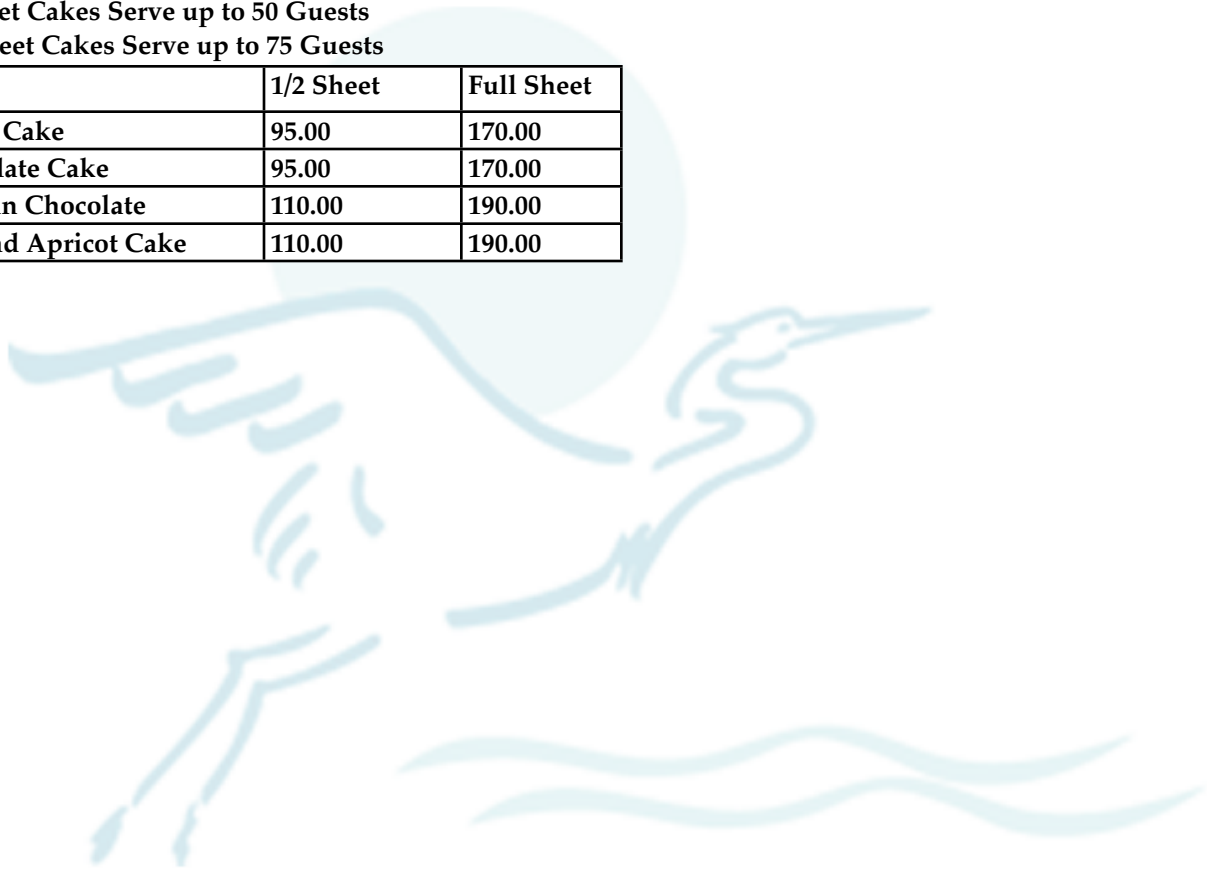 et Cakes Serve up to 50 Guests
eet Cakes Serve up to 75 Guests
1/2 Sheet Full Sheet
Cake 95.00 170.00
late Cake 95.00 170.00
n Chocolate 110.00 190.00
d Apricot Cake 110.00 190.00